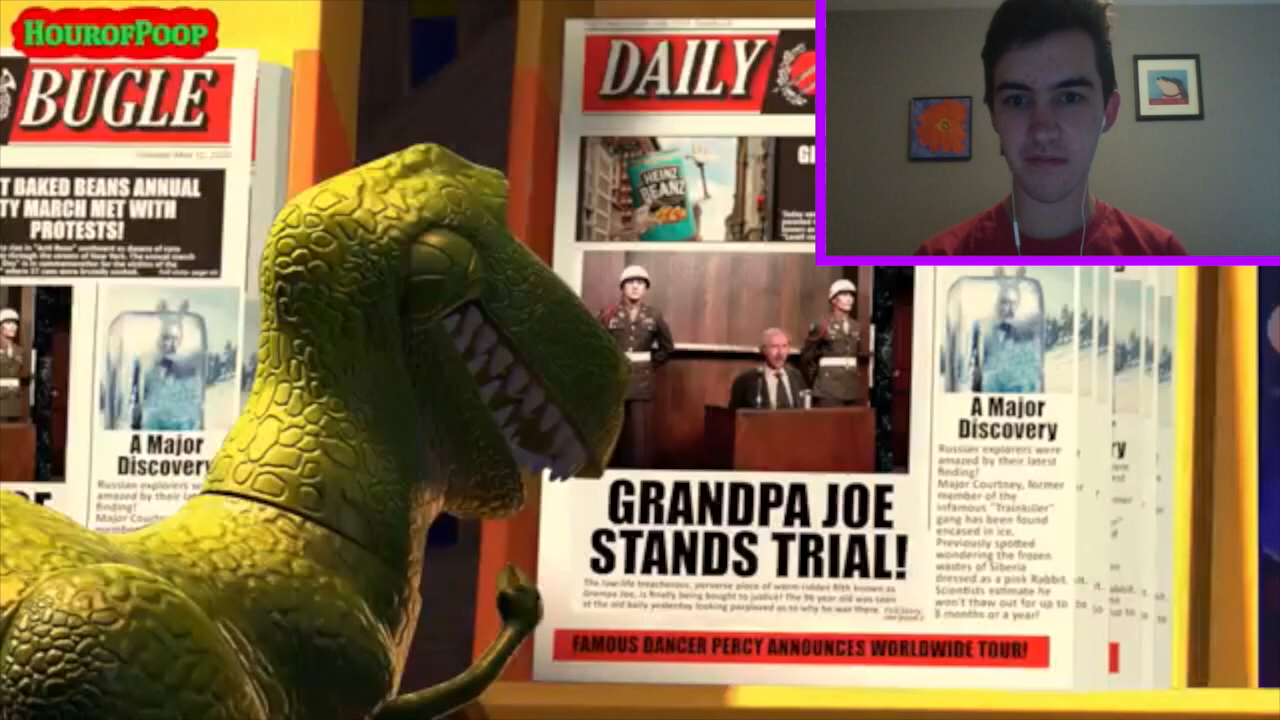 HOUROFPOOP
BUGLE
T BAKED BEANS ANNUAL
TY MARCH MET WITH
PROTESTS!
A Major
Discovery
Russian explorers were
amazed by their la
finding!
Major Court
DAILY
HEINZ
BEANZ
GRANDPA JOE
STANDS TRIAL!
The low-life treacherous, perverse piece of worm-ridden filth known as
Grampa Joe, is finally being bought to justice! The 96 year old was seen
at the old baily yesterday looking perplexed as to why he was there.
A Major
Discovery
Russian explorers were
amazed by their latest
finding!
Major Courtney, former
member of the
infamous "Trainkiller"
gang has been found
encased in ice.
Previously spotted
wondering the frozen
wastes of Siberia
dressed as a pink Rabbit.
Scientists estimate he
won't thaw out for up to
8 months or a year!
FAMOUS DANCER PERCY ANNOUNCES WORLDWIDE TOUR!